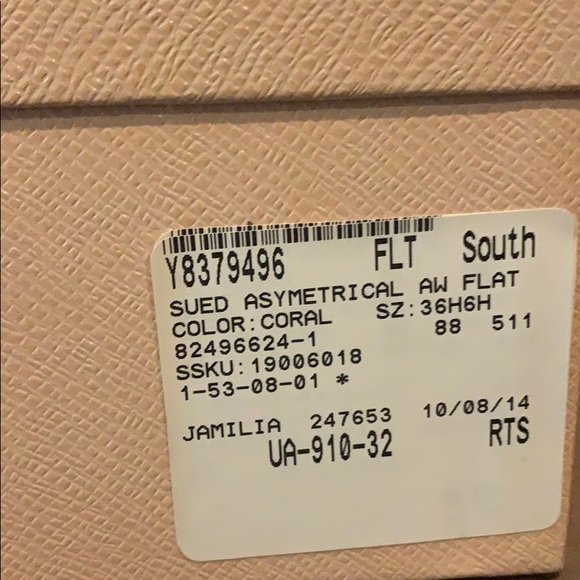 Y8379496 FLT South
SUED ASYMETRICAL AW FLAT
COLOR:CORAL SZ:36H6H
82496624-1 88 511
SSKU:19006018
1-53-08-01 *
JAMILIA 247653 10/08/14
UA-910-32 RTS